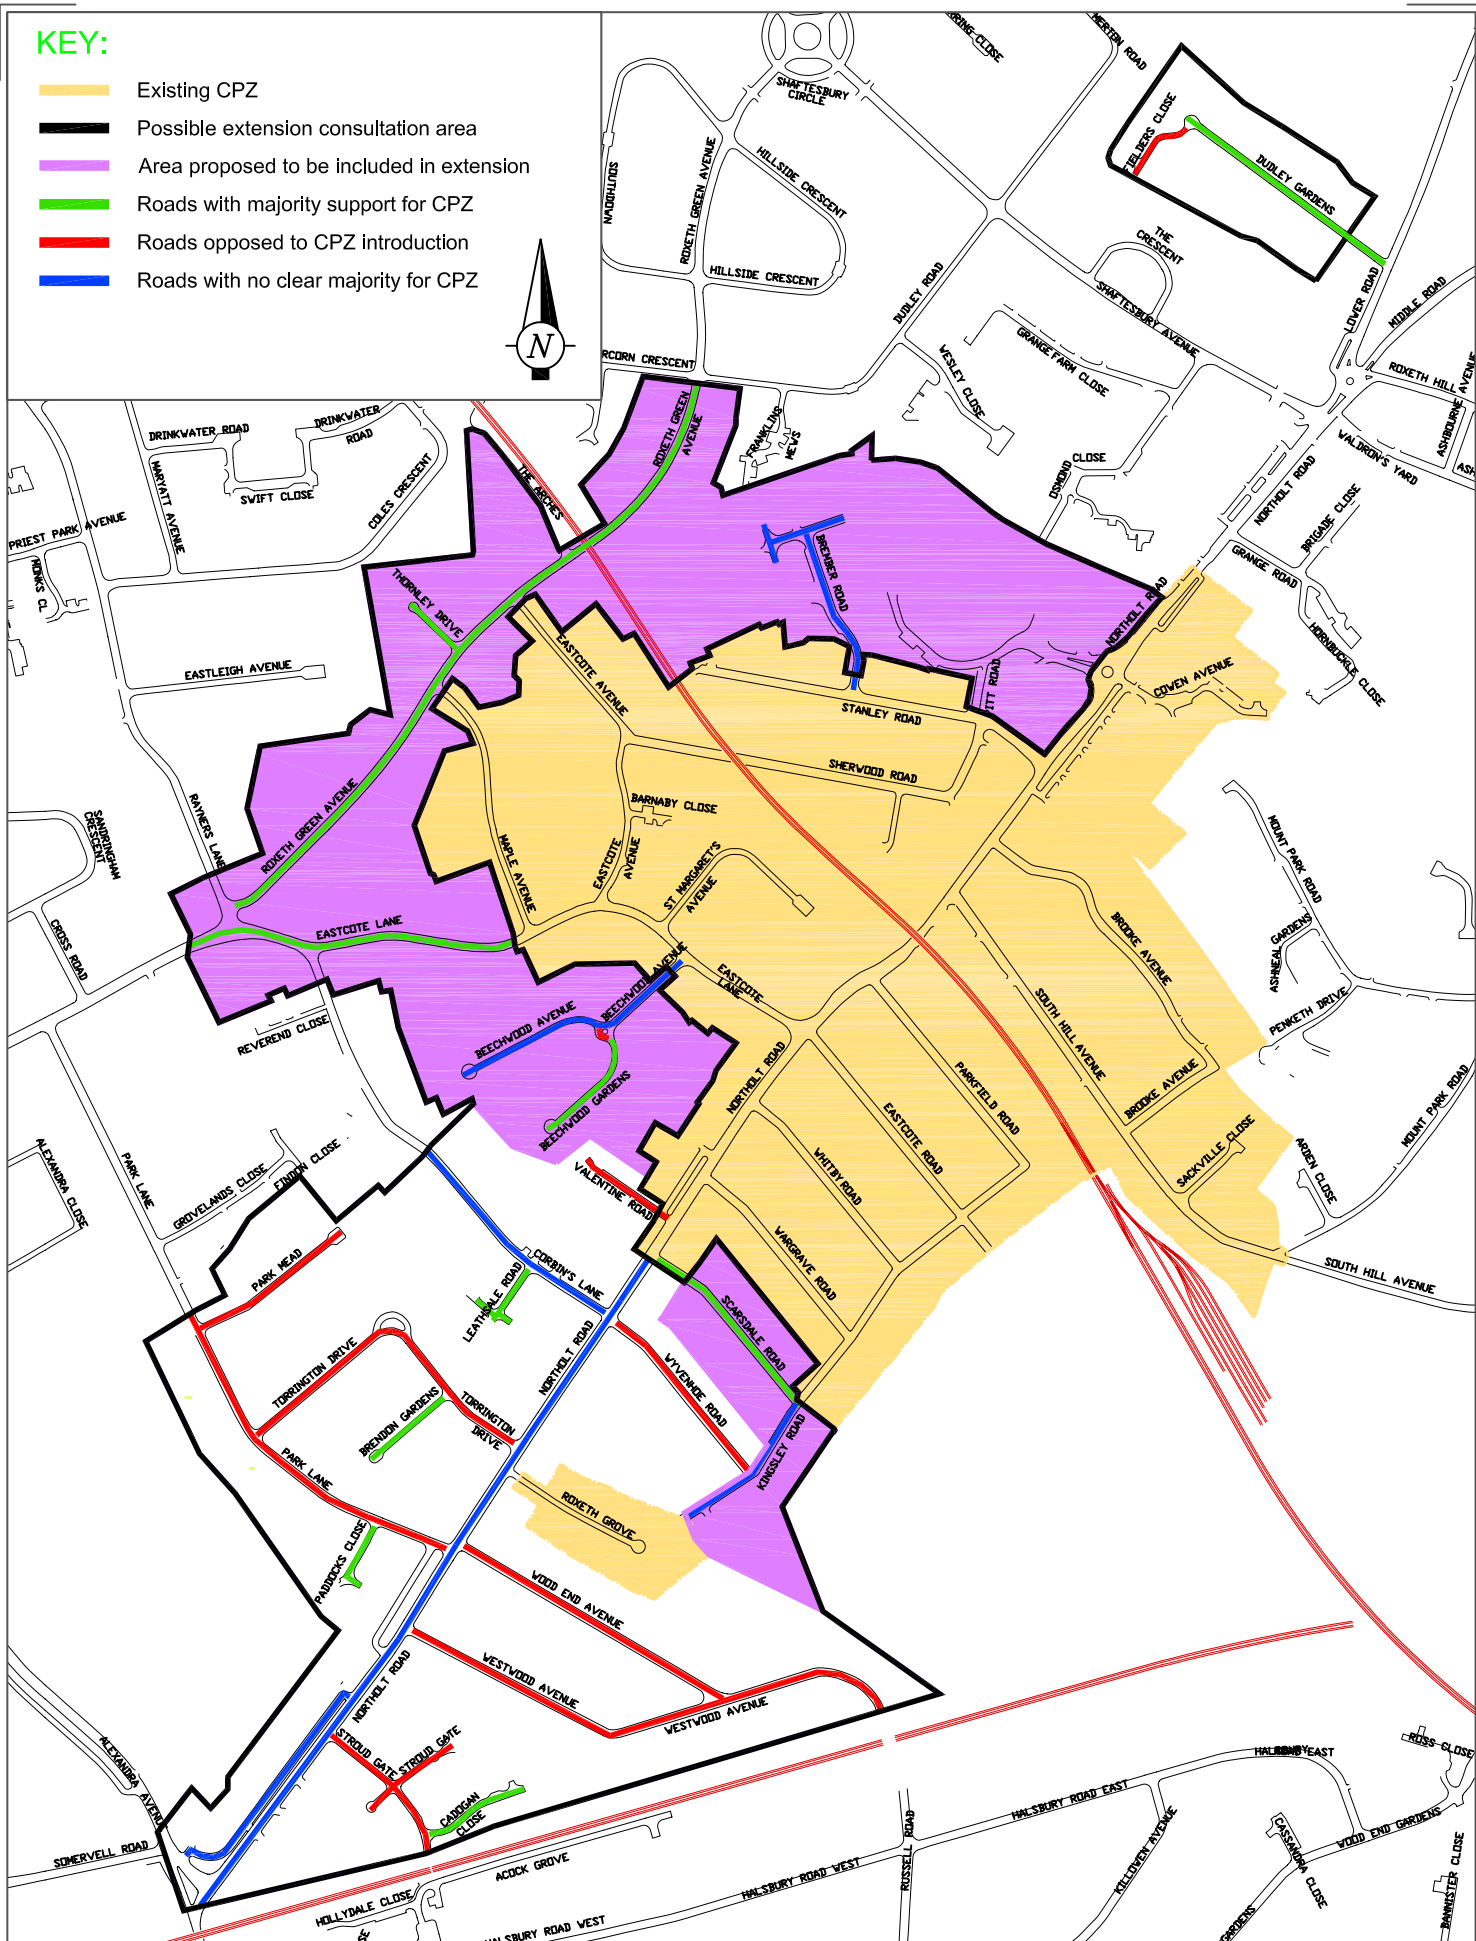 KEY:
Existing CPZ
Possible extension consultation area
Area proposed to be included in extension
Roads with majority support for CPZ
Roads opposed to CPZ introduction
Roads with no clear majority for CPZ
N
SHAFTESBURY
CIRCLE
CLOSE
MERTON ROAD
FIELDERS CLOSE
DUDLEY GARDENS
SOUTHDOWN
ROXETH GREEN AVENUE
HILLSIDE CRESCENT
HILLSIDE CRESCENT
DUDLEY ROAD
THE
CRESCENT
SHAFTESBURY AVENUE
LOWER ROAD
MIDDLE ROAD
ROXETH HILL
ASHBOURNE AVENUE
WALDRON'S YARD
CRESCENT
WESLEY CLOSE
GRANGE FARM CLOSE
DRINKWATER ROAD
DRINKWATER
ROAD
SWIFT CLOSE
MARYATT AVENUE
COLES CRESCENT
PRIEST PARK AVENUE
MONKS CL
THE ARCHES
ROXETH GREEN
AVENUE
FRANKLINS
MEWS
OSMOND CLOSE
NORTHOLT ROAD
BRIGADE CLOSE
GRANGE ROAD
HORNBUCKLE CLOSE
THORNLEY DRIVE
BREMBER ROAD
NORTHOLT ROAD
EASTLEIGH AVENUE
EASTCOTE AVENUE
STANLEY ROAD
COWEN AVENUE
SHERWOOD ROAD
BARNABY CLOSE
RAYNERS LANE
ROXETH GREEN AVENUE
SANDRINGHAM
CRESCENT
MAPLE AVENUE
EASTCOTE
AVENUE
ST MARGARET'S
AVENUE
MOUNT PARK ROAD
CROSS ROAD
EASTCOTE LANE
BROOKE AVENUE
ASHNEAL GARDENS
BEECHWOOD AVENUE
BEECHWOOD AVENUE
EASTCOTE
LANE
SOUTH HILL AVENUE
PENKETH DRIVE
REVEREND CLOSE
BEECHWOOD GARDENS
NORTHOLT ROAD
PARKFIELD ROAD
EASTCOTE ROAD
BROOKE AVENUE
MOUNT PARK ROAD
ALEXANDRA CLOSE
PARK LANE
GROVELANDS CLOSE
FINDON CLOSE
VALENTINE ROAD
WHITBY ROAD
SACKVILLE CLOSE
ARDEN CLOSE
WARGRAVE ROAD
SOUTH HILL AVENUE
PARK MEAD
CORBIN'S LANE
LEATHSALE ROAD
SCARSDALE ROAD
TORRINGTON DRIVE
NORTHOLT ROAD
WYVENHOE ROAD
BRENDON GARDENS
TORRINGTON
DRIVE
KINGSLEY ROAD
PARK LANE
ROXETH GROVE
PADDOCKS CLOSE
WOOD END AVENUE
WESTWOOD AVENUE
NORTHOLT ROAD
WESTWOOD AVENUE
STROUD GATE
STROUD GATE
CADOGAN
CLOSE
ALEXANDRA AVENUE
SOMERVELL ROAD
ACOCK GROVE
HOLLYDALE CLOSE
HALSBURY ROAD WEST
HALSBURY ROAD WEST
RUSSELL ROAD
HALSBURY ROAD EAST
EAST
KILLOWEN AVENUE
CASSANDRA CLOSE
WOOD END GARDENS
ROSS CLOSE
BANNISTER CLOSE
GARDENS